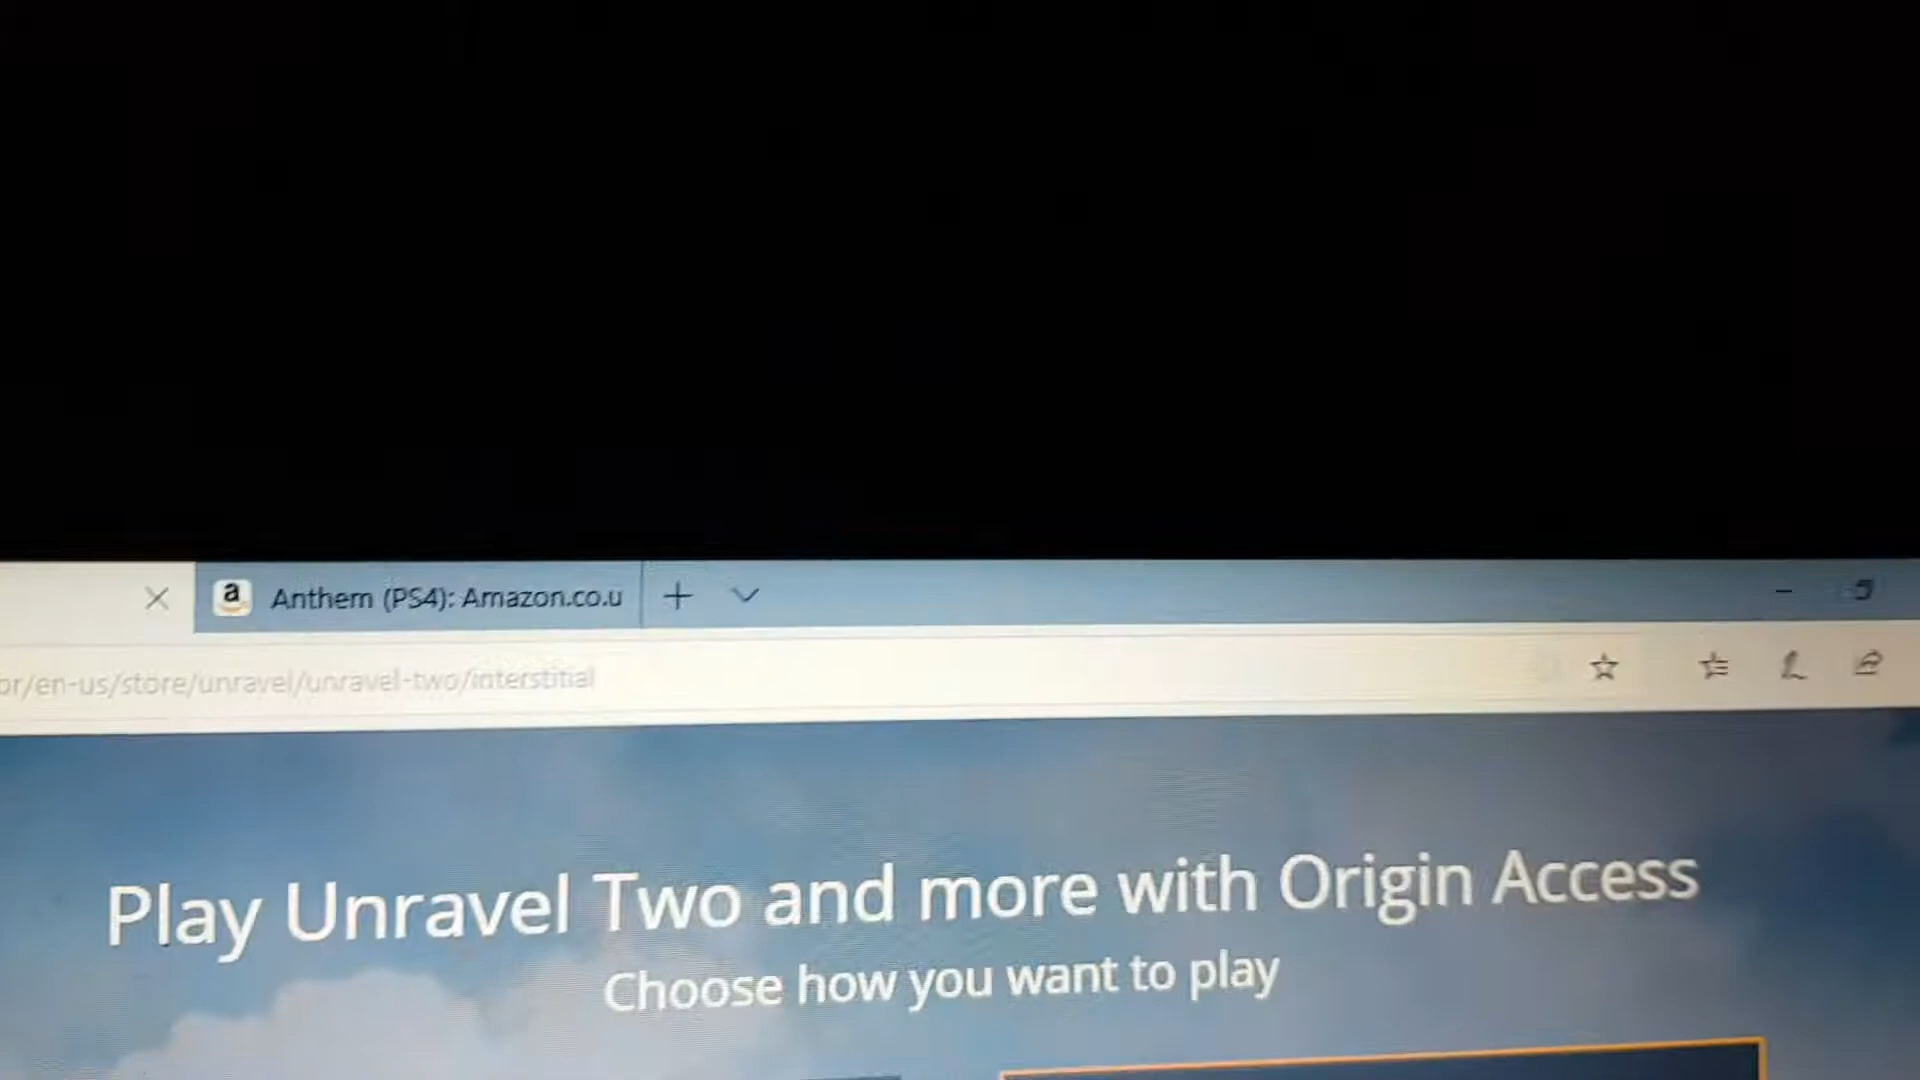 Anthem (PS4): Amazon.co.u
br/en-us/store/unravel/unravel-two/interstitial
Play Unravel Two and more with Origin Access
Choose how you want to play